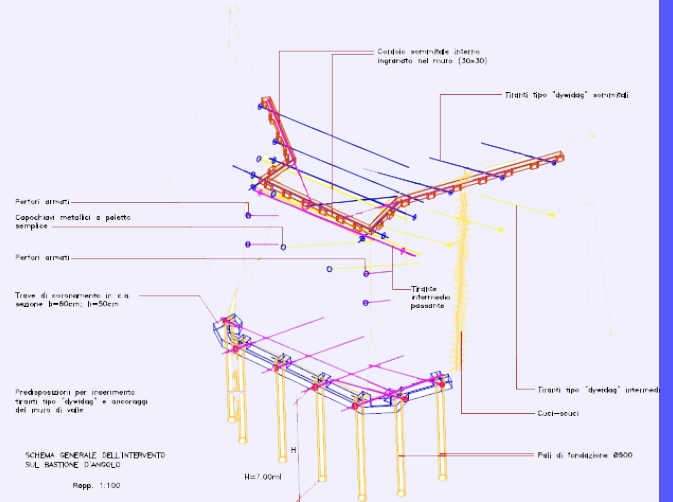 Cordolo sommitale interno
ingranato nel muro (30x30)
Tiranti tipo "dywidag" sommitali
Perfori armati
Capochiavi metallici a paletto
semplice
Perfori armati
Tirante
intermedio
passante
Trave di coronamento in c.a.
sezione b=60cm; h=50cm
Predisposizioni per inserimento
tiranti tipo "dywidag" e ancoraggi
del muro di valle
Tiranti tipo "dywidag" intermed
Cuci-scuci
Pali di fondazione Ø600
H
H=7.00ml
SCHEMA GENERALE DELL'INTERVENTO
SUL BASTIONE D'ANGOLO
Rapp. 1:100